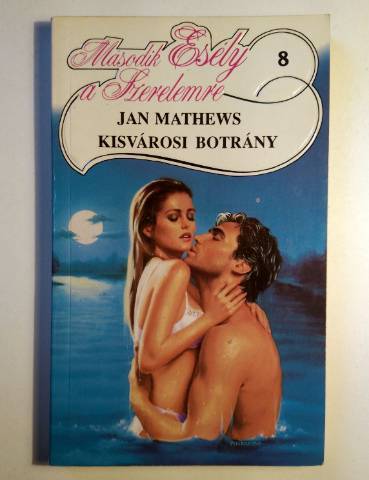 Második Esély
a Szerelemre
8
JAN MATHEWS
KISVÁROSI BOTRÁNY